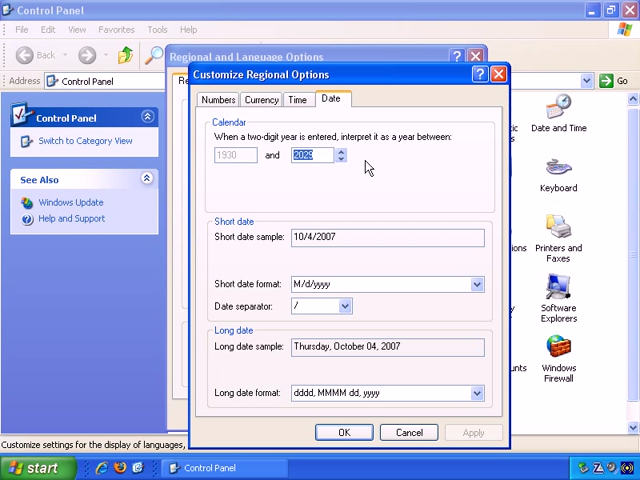 Control Panel
File Edit View Favorites Tools Help
Back
Address Control Panel Go
Control Panel
Switch to Category View
See Also
Windows Update
Help and Support
Regional and Language Options
Customize Regional Options
Numbers Currency Time Date
Calendar
When a two-digit year is entered, interpret it as a year between:
1930 and 2029
Short date
Short date sample: 10/4/2007
Short date format: M/d/yyyy
Date separator: /
Long date
Long date sample: Thursday, October 04, 2007
Long date format: dddd, MMMM dd, yyyy
OK Cancel Apply
Date and Time
Keyboard
Printers and
Faxes
Software
Explorers
Windows
Firewall
Customize settings for the display of languages,
start Control Panel